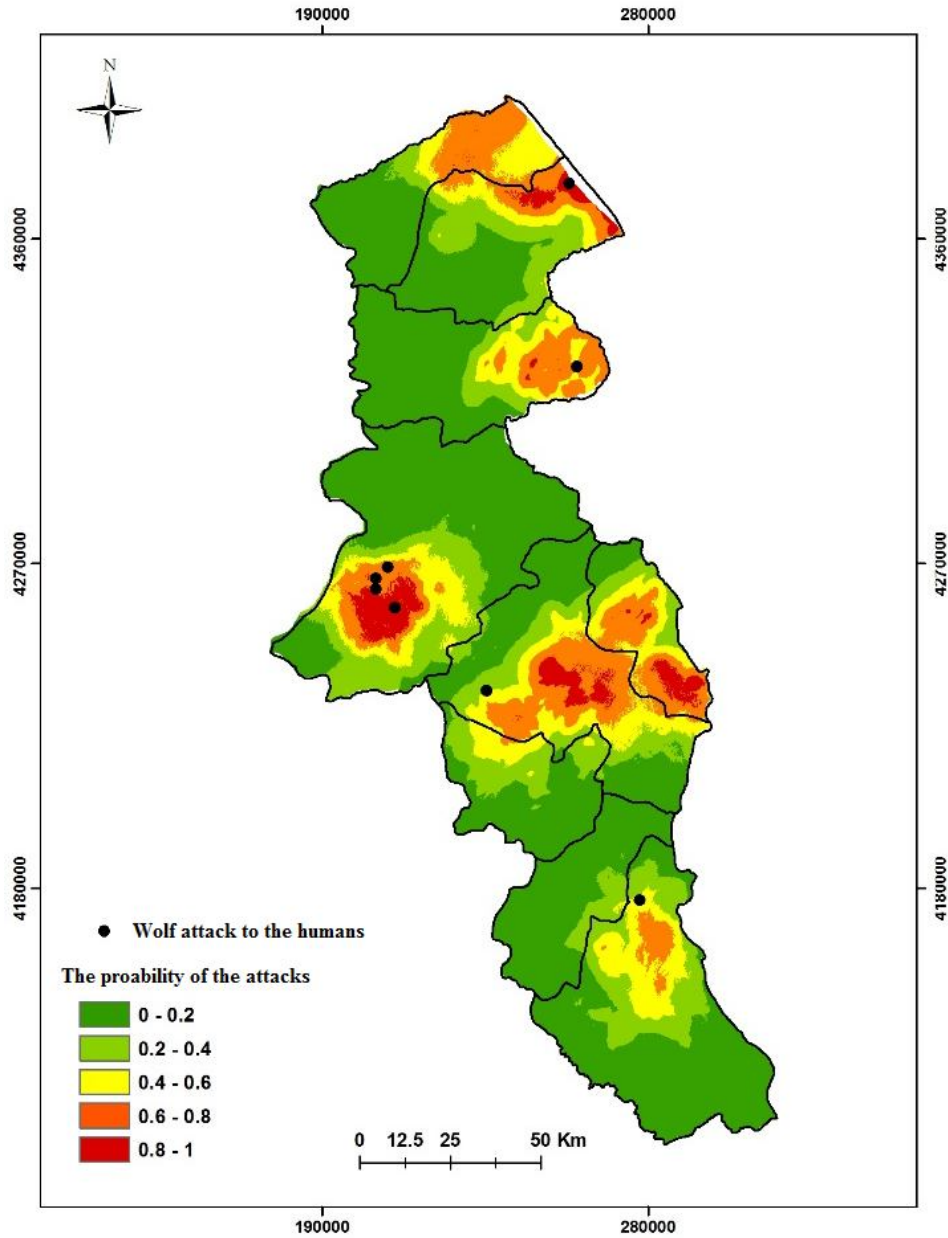 190000 280000
N
4360000 4360000
4270000 4270000
4180000 4180000
Wolf attack to the humans
The proability of the attacks
0 - 0.2
0.2 - 0.4
0.4 - 0.6
0.6 - 0.8
0.8 - 1
0 12.5 25 50 Km
190000 280000